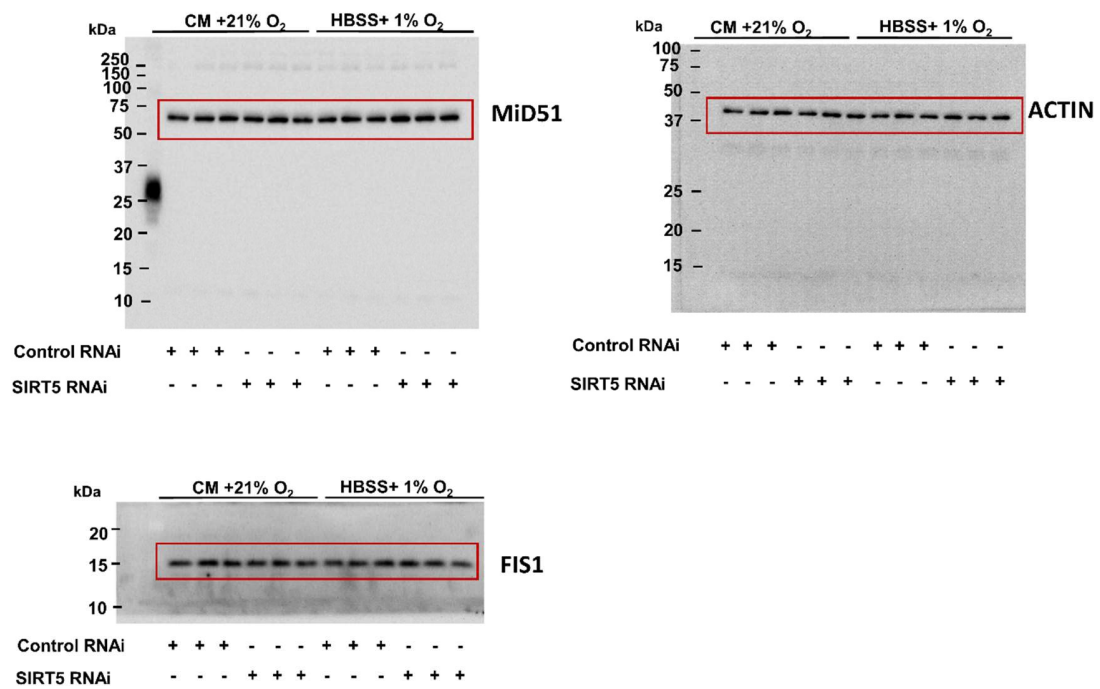 CM +21% O₂ HBSS+ 1% O₂
kDa
250
150
100
75
50
37
25
20
15
10
MiD51
Control RNAi + + + - - - + + + - - -
SIRT5 RNAi - - - + + + - - - + + +
CM +21% O₂ HBSS+ 1% O₂
kDa
100
75
50
37
25
20
15
ACTIN
Control RNAi + + + - - - + + + - - -
SIRT5 RNAi - - - + + + - - - + + +
CM +21% O₂ HBSS+ 1% O₂
kDa
20
15
10
FIS1
Control RNAi + + + - - - + + + - - -
SIRT5 RNAi - - - + + + - - - + + +